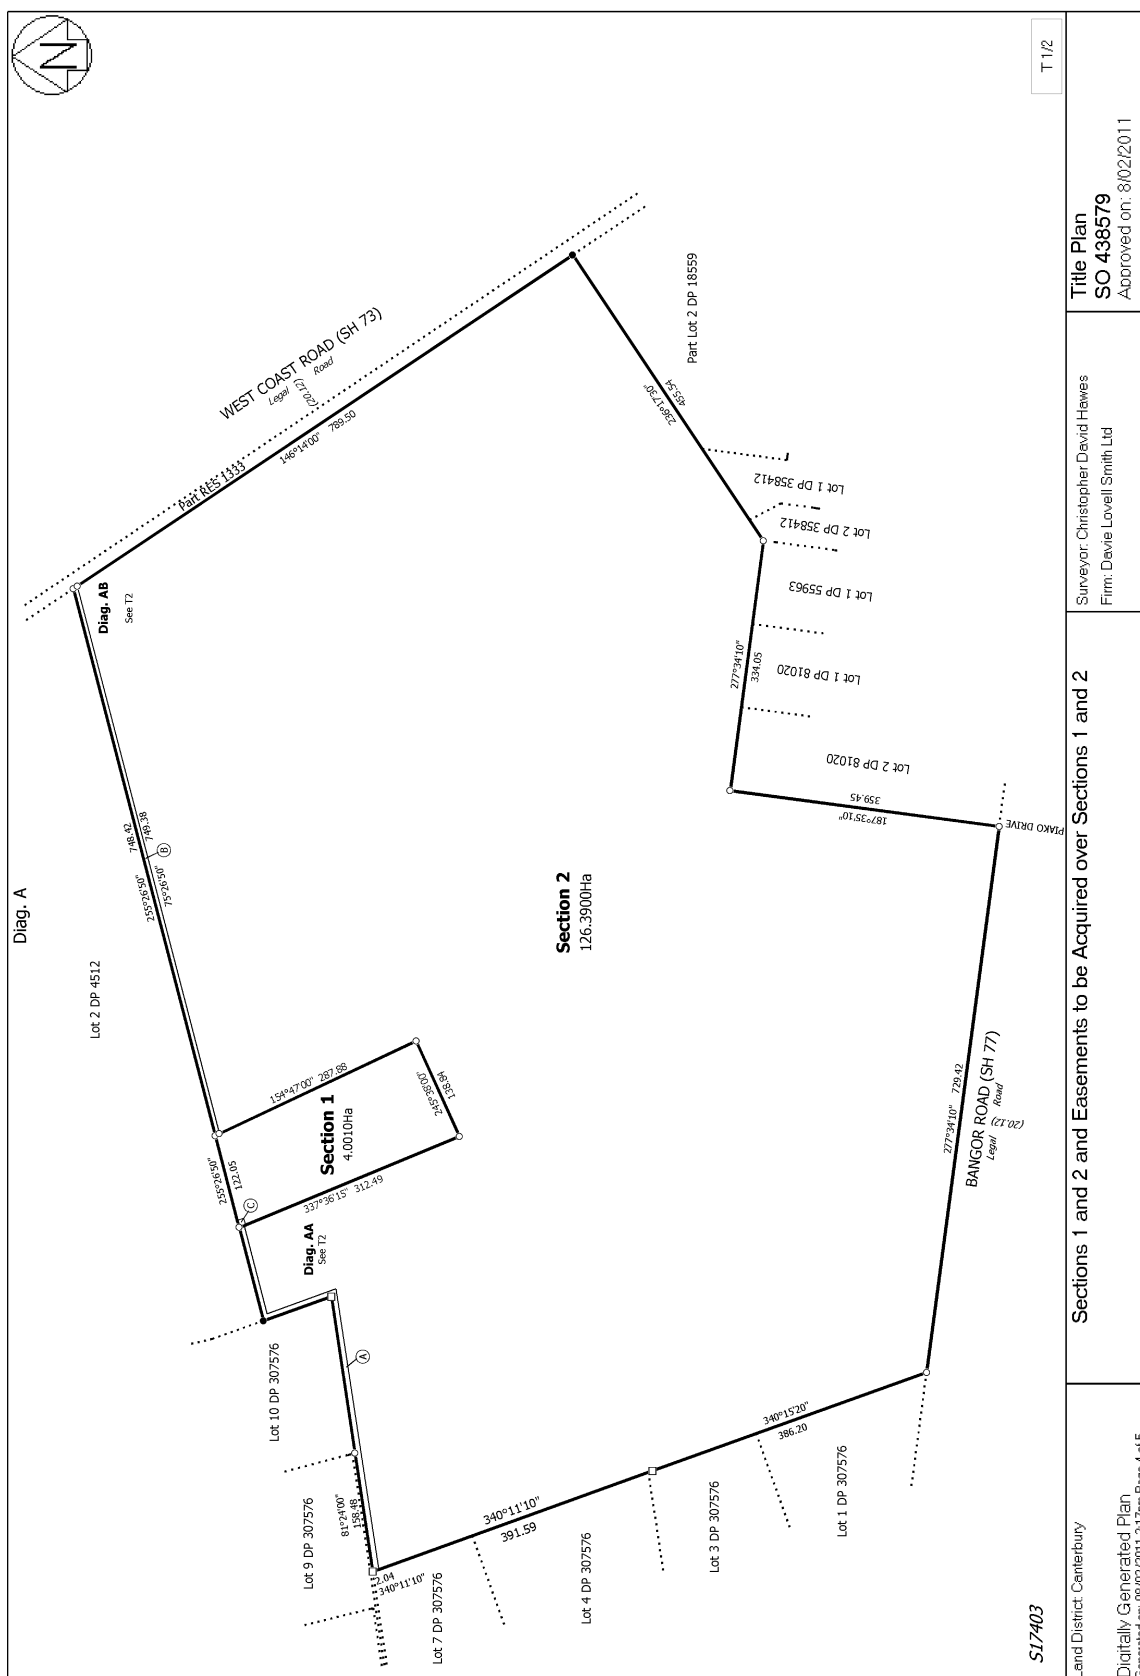 Diag. A
N
T 1/2
WEST COAST ROAD (SH 73)
Legal Road
(20.12)
Part RES 1333
146°14'00" 789.50
Diag. AB
See T2
Part Lot 2 DP 18559
236°17'30"
455.54
Lot 1 DP 358412
Lot 2 DP 358412
Lot 1 DP 55963
277°34'10"
334.05
Lot 1 DP 81020
Lot 2 DP 81020
359.45
187°35'10"
PIAKO DRIVE
Lot 2 DP 4512
255°26'50" 748.42
75°26'50" 749.38
B
Section 2
126.3900Ha
154°47'00" 287.88
Section 1
4.0010Ha
245°38'00"
138.84
337°36'15" 312.49
255°26'50"
122.05
C
Diag. AA
See T2
A
Lot 10 DP 307576
Lot 9 DP 307576
81°24'00"
158.48
2.04
340°11'10"
Lot 7 DP 307576
340°11'10"
391.59
Lot 4 DP 307576
Lot 3 DP 307576
340°15'20"
386.20
Lot 1 DP 307576
277°34'10" 729.42
BANGOR ROAD (SH 77)
Legal (20.12) Road
S17403
Land District: Canterbury
Digitally Generated Plan
Sections 1 and 2 and Easements to be Acquired over Sections 1 and 2
Surveyor: Christopher David Hawes
Firm: Davie Lovell Smith Ltd
Title Plan
SO 438579
Approved on: 8/02/2011